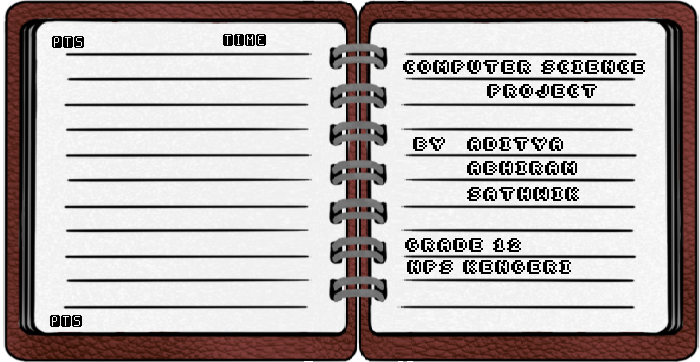 PTS TIME
PTS
COMPUTER SCIENCE
PROJECT
BY ADITYA
ABHIRAM
SATHWIK
GRADE 12
NPS KENGERI